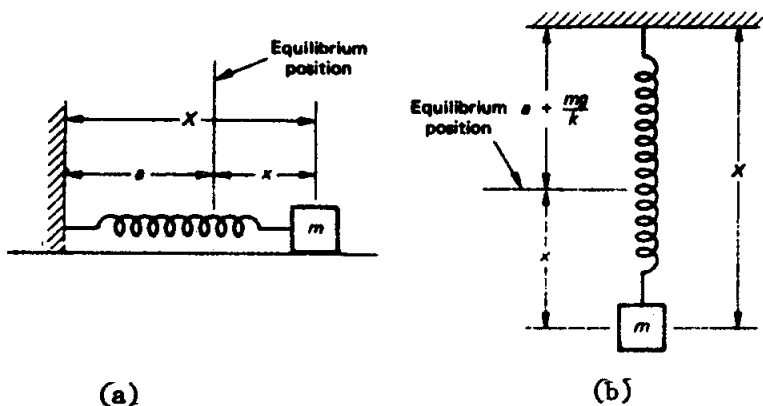 Equilibrium
position
X
a
x
m
(a)
Equilibrium
position
a + mg/k
X
x
m
(b)